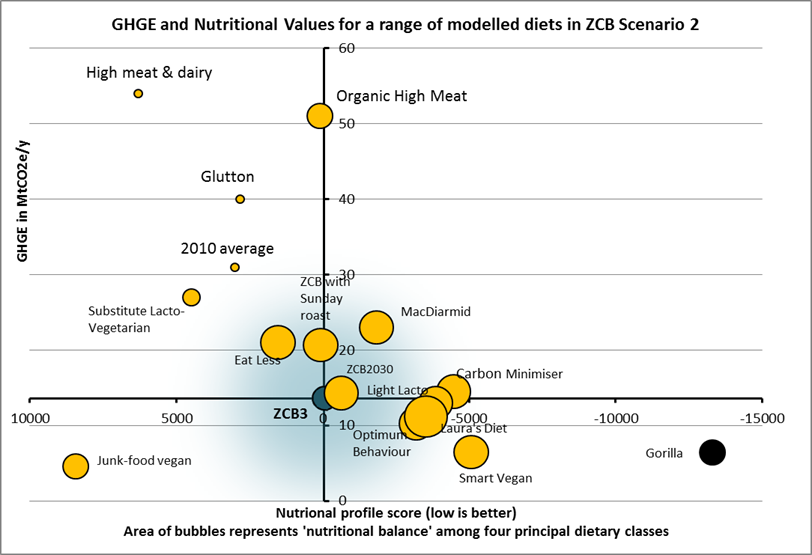 GHGE and Nutritional Values for a range of modelled diets in ZCB Scenario 2
60
High meat & dairy
Organic High Meat
50
GHGE in MtCO2e/y
Glutton
40
2010 average
30
ZCB with
Sunday
roast
Substitute Lacto-
Vegetarian
MacDiarmid
20
Eat Less
ZCB2030
Carbon Minimiser
Light Lacto
ZCB3
10000
5000
0
-5000
-10000
-15000
10
Laura's Diet
Optimum
Behaviour
Junk-food vegan
Gorilla
Smart Vegan
0
Nutrional profile score (low is better)
Area of bubbles represents 'nutritional balance' among four principal dietary classes